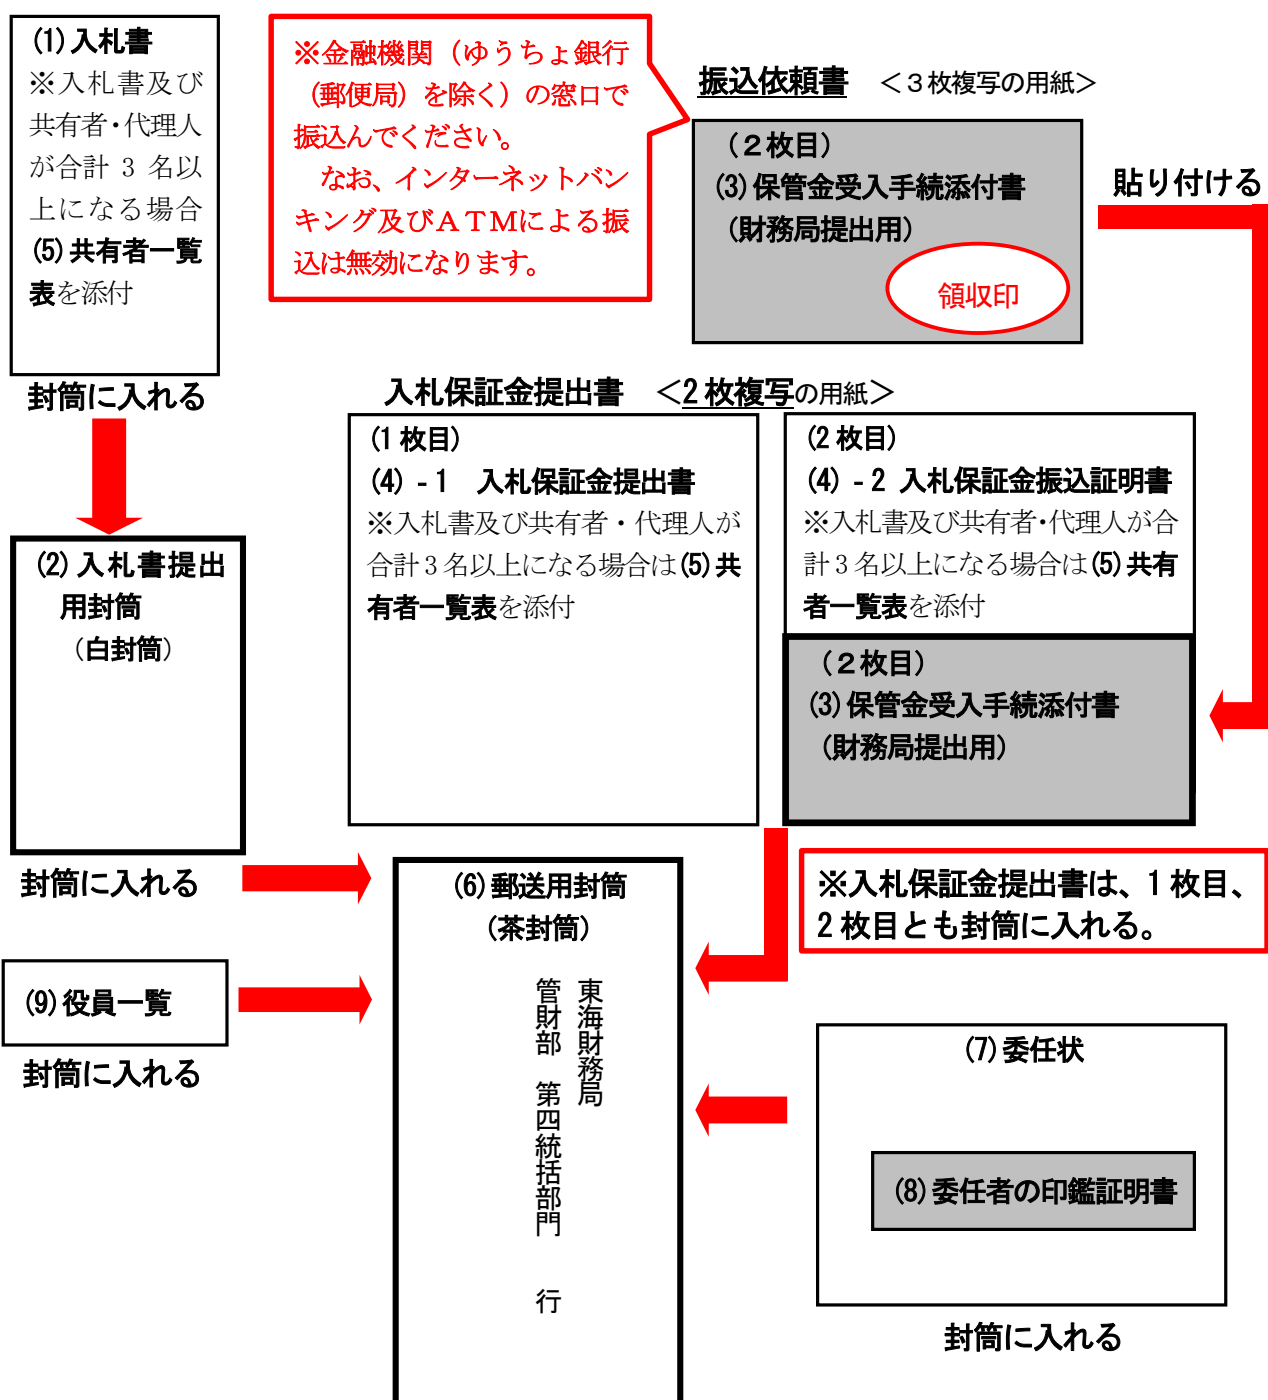 (1)入札書
※入札書及び
共有者・代理人
が合計 3 名以
上になる場合
(5)共有者一覧
表を添付
封筒に入れる
※金融機関（ゆうちょ銀行
（郵便局）を除く）の窓口で
振込んでください。
なお、インターネットバン
キング及びＡＴＭによる振
込は無効になります。
振込依頼書　＜３枚複写の用紙＞
（２枚目）
(3)保管金受入手続添付書
（財務局提出用）
領収印
貼り付ける
入札保証金提出書　＜2 枚複写の用紙＞
(1 枚目)
(4) -1　入札保証金提出書
※入札書及び共有者・代理人が
合計 3 名以上になる場合は(5)共
有者一覧表を添付
(2 枚目)
(4) -2 入札保証金振込証明書
※入札書及び共有者・代理人が合
計 3 名以上になる場合は(5)共有
者一覧表を添付
（２枚目）
(3)保管金受入手続添付書
（財務局提出用）
(2)入札書提出
用封筒
（白封筒）
封筒に入れる
(6)郵送用封筒
（茶封筒）
東海財務局
管財部　第四統括部門　行
※入札保証金提出書は、1 枚目、
2 枚目とも封筒に入れる。
(9)役員一覧
封筒に入れる
(7)委任状
(8)委任者の印鑑証明書
封筒に入れる